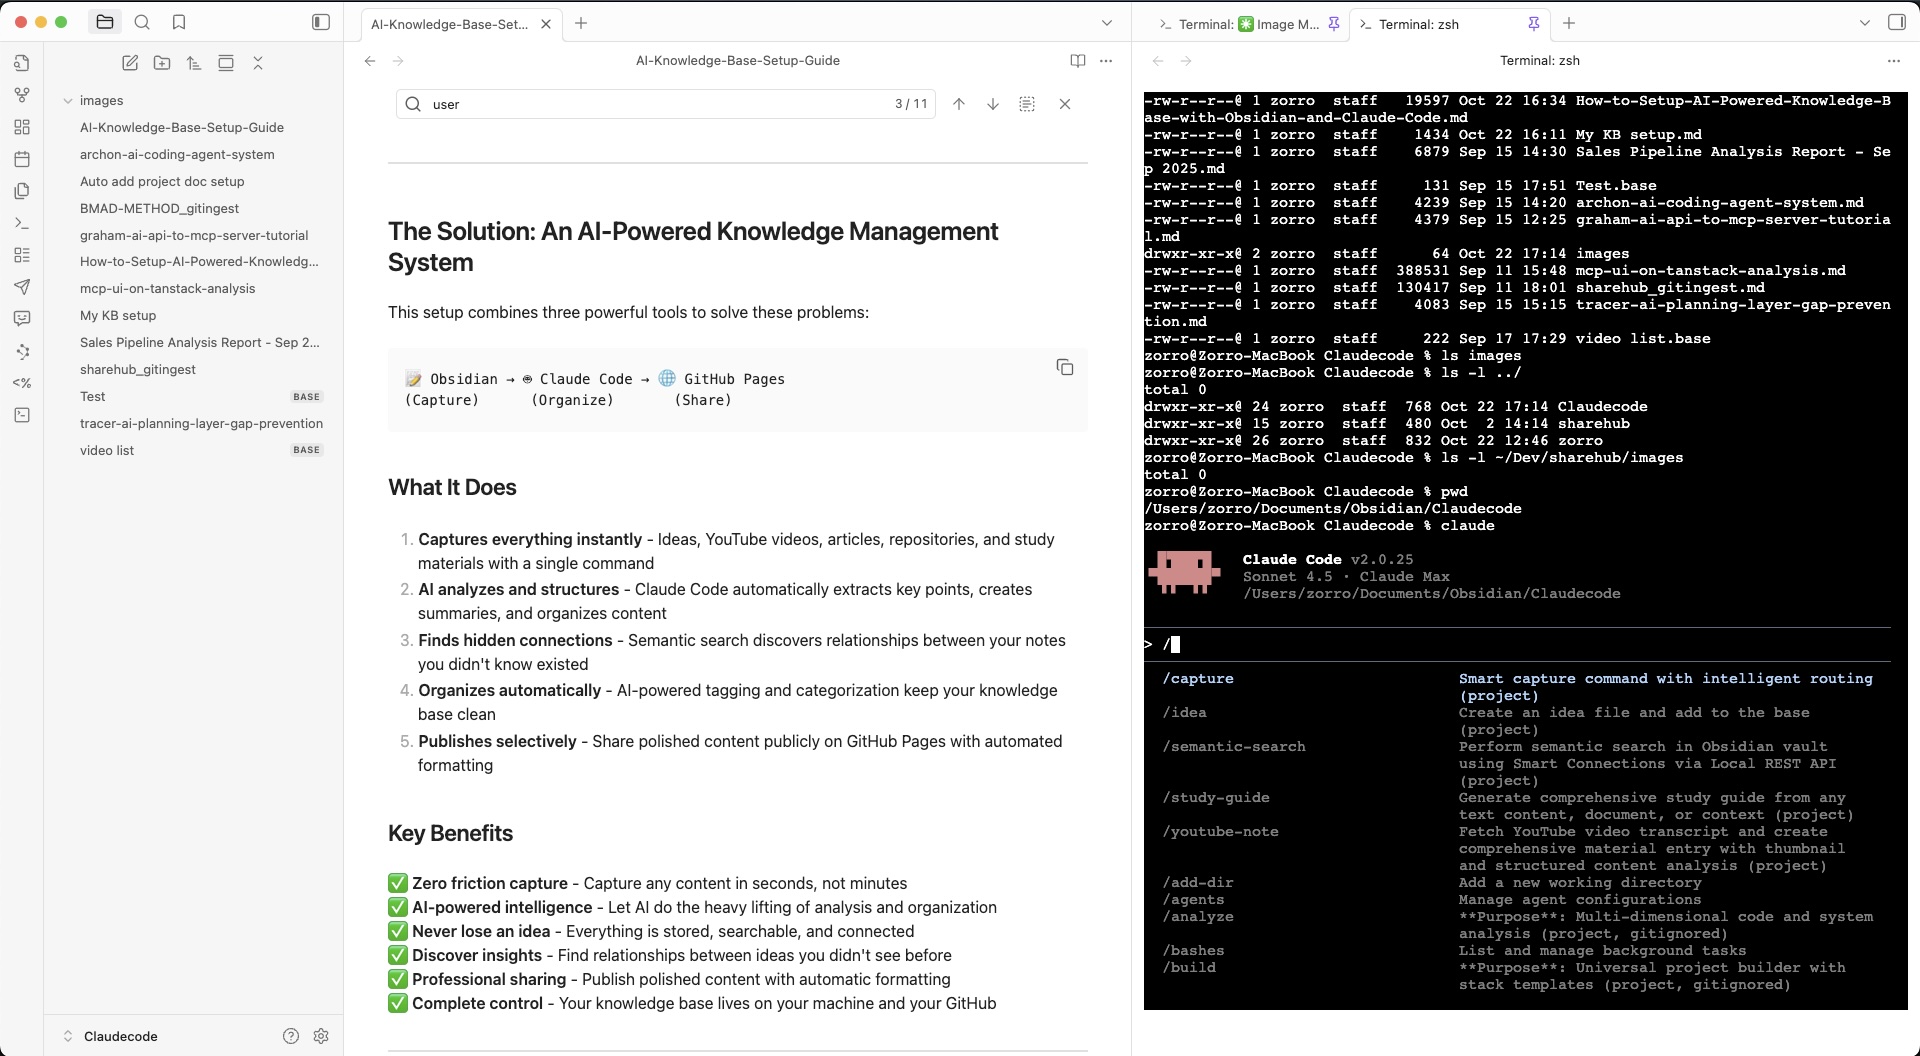 AI-Knowledge-Base-Set...
Terminal: Image M...
Terminal: zsh
AI-Knowledge-Base-Setup-Guide
Terminal: zsh
images
AI-Knowledge-Base-Setup-Guide
archon-ai-coding-agent-system
Auto add project doc setup
BMAD-METHOD_gitingest
graham-ai-api-to-mcp-server-tutorial
How-to-Setup-AI-Powered-Knowledg...
mcp-ui-on-tanstack-analysis
My KB setup
Sales Pipeline Analysis Report - Sep 2...
sharehub_gitingest
Test BASE
tracer-ai-planning-layer-gap-prevention
video list BASE
Claudecode
user 3 / 11
The Solution: An AI-Powered Knowledge Management
System
This setup combines three powerful tools to solve these problems:
📝 Obsidian → Claude Code → 🌐 GitHub Pages
(Capture) (Organize) (Share)
What It Does
1. Captures everything instantly - Ideas, YouTube videos, articles, repositories, and study
materials with a single command
2. AI analyzes and structures - Claude Code automatically extracts key points, creates
summaries, and organizes content
3. Finds hidden connections - Semantic search discovers relationships between your notes
you didn't know existed
4. Organizes automatically - AI-powered tagging and categorization keep your knowledge
base clean
5. Publishes selectively - Share polished content publicly on GitHub Pages with automated
formatting
Key Benefits
✅ Zero friction capture - Capture any content in seconds, not minutes
✅ AI-powered intelligence - Let AI do the heavy lifting of analysis and organization
✅ Never lose an idea - Everything is stored, searchable, and connected
✅ Discover insights - Find relationships between ideas you didn't see before
✅ Professional sharing - Publish polished content with automatic formatting
✅ Complete control - Your knowledge base lives on your machine and your GitHub
-rw-r--r--@ 1 zorro staff 19597 Oct 22 16:34 How-to-Setup-AI-Powered-Knowledge-B
ase-with-Obsidian-and-Claude-Code.md
-rw-r--r--@ 1 zorro staff 1434 Oct 22 16:11 My KB setup.md
-rw-r--r--@ 1 zorro staff 6879 Sep 15 14:30 Sales Pipeline Analysis Report - Se
p 2025.md
-rw-r--r--@ 1 zorro staff 131 Sep 15 17:51 Test.base
-rw-r--r--@ 1 zorro staff 4239 Sep 15 14:20 archon-ai-coding-agent-system.md
-rw-r--r--@ 1 zorro staff 4379 Sep 15 12:25 graham-ai-api-to-mcp-server-tutoria
l.md
drwxr-xr-x@ 2 zorro staff 64 Oct 22 17:14 images
-rw-r--r--@ 1 zorro staff 388531 Sep 11 15:48 mcp-ui-on-tanstack-analysis.md
-rw-r--r--@ 1 zorro staff 130417 Sep 11 18:01 sharehub_gitingest.md
-rw-r--r--@ 1 zorro staff 4083 Sep 15 15:15 tracer-ai-planning-layer-gap-preven
tion.md
-rw-r--r--@ 1 zorro staff 222 Sep 17 17:29 video list.base
zorro@Zorro-MacBook Claudecode % ls images
zorro@Zorro-MacBook Claudecode % ls -l ../
total 0
drwxr-xr-x@ 24 zorro staff 768 Oct 22 17:14 Claudecode
drwxr-xr-x@ 15 zorro staff 480 Oct 2 14:14 sharehub
drwxr-xr-x@ 26 zorro staff 832 Oct 22 12:46 zorro
zorro@Zorro-MacBook Claudecode % ls -l ~/Dev/sharehub/images
total 0
zorro@Zorro-MacBook Claudecode % pwd
/Users/zorro/Documents/Obsidian/Claudecode
zorro@Zorro-MacBook Claudecode % claude
Claude Code v2.0.25
Sonnet 4.5 · Claude Max
/Users/zorro/Documents/Obsidian/Claudecode
> /
/capture Smart capture command with intelligent routing
(project)
/idea Create an idea file and add to the base
(project)
/semantic-search Perform semantic search in Obsidian vault
using Smart Connections via Local REST API
(project)
/study-guide Generate comprehensive study guide from any
text content, document, or context (project)
/youtube-note Fetch YouTube video transcript and create
comprehensive material entry with thumbnail
and structured content analysis (project)
/add-dir Add a new working directory
/agents Manage agent configurations
/analyze **Purpose**: Multi-dimensional code and system
analysis (project, gitignored)
/bashes List and manage background tasks
/build **Purpose**: Universal project builder with
stack templates (project, gitignored)